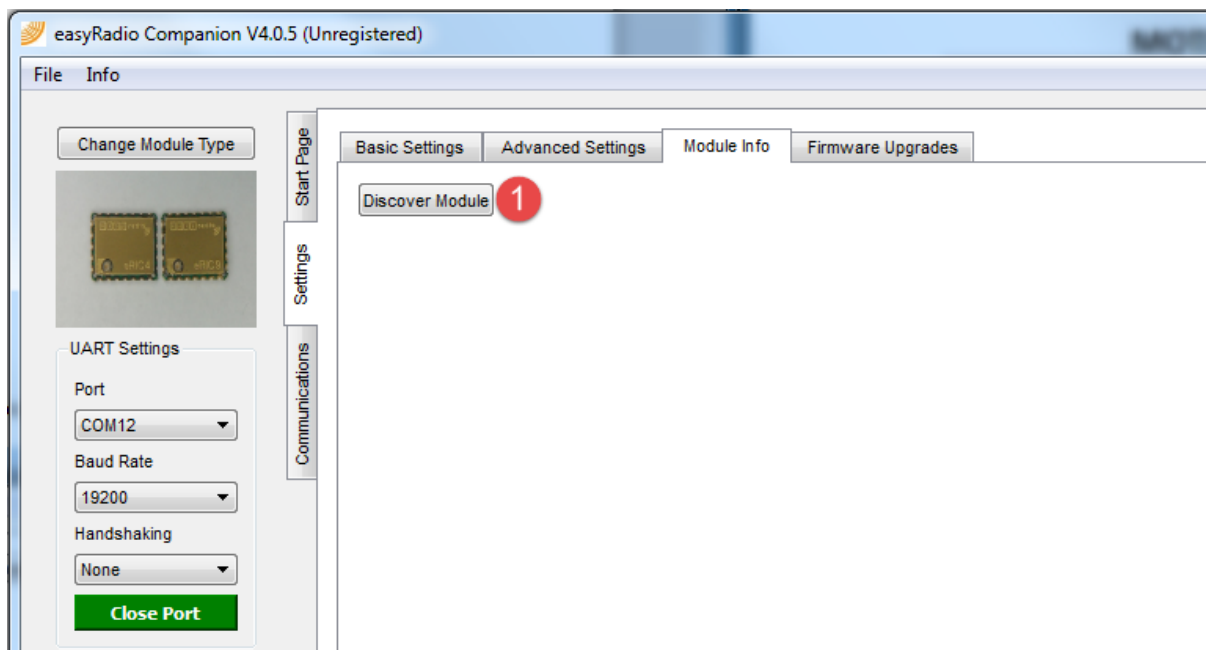 easyRadio Companion V4.0.5 (Unregistered)
File Info
Change Module Type
Start Page
Settings
Communications
Basic Settings
Advanced Settings
Module Info
Firmware Upgrades
Discover Module
1
UART Settings
Port
COM12
Baud Rate
19200
Handshaking
None
Close Port